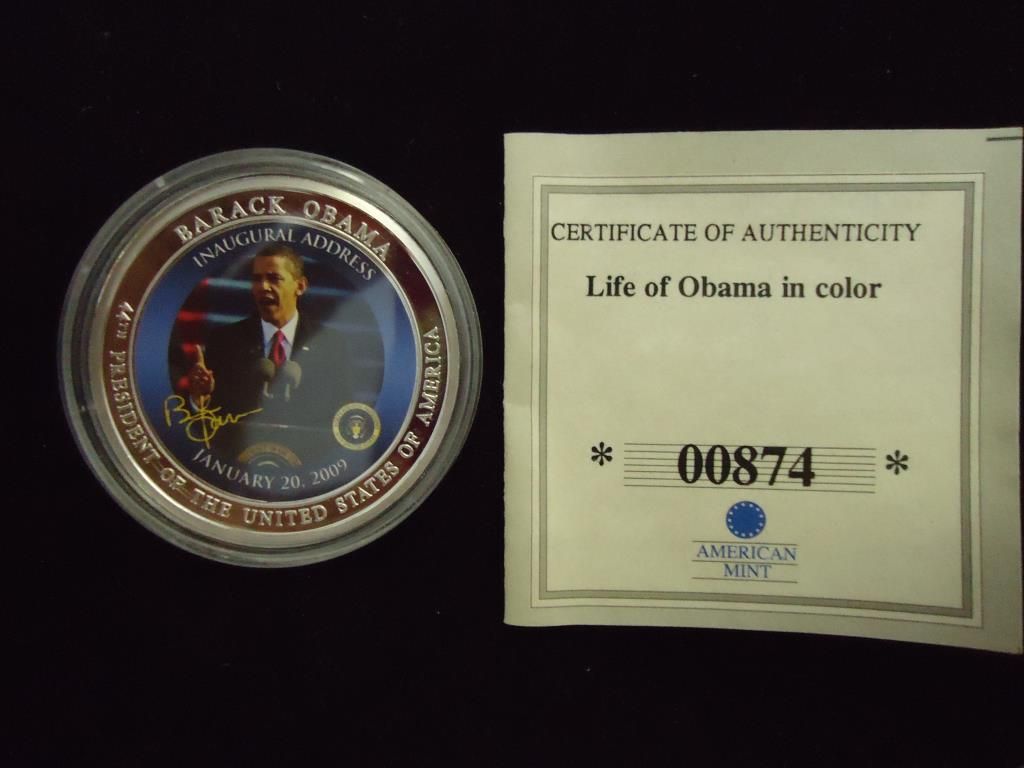 BARACK OBAMA
INAUGURAL ADDRESS
JANUARY 20, 2009
44TH PRESIDENT OF THE UNITED STATES OF AMERICA
CERTIFICATE OF AUTHENTICITY
Life of Obama in color
* 00874 *
AMERICAN
MINT